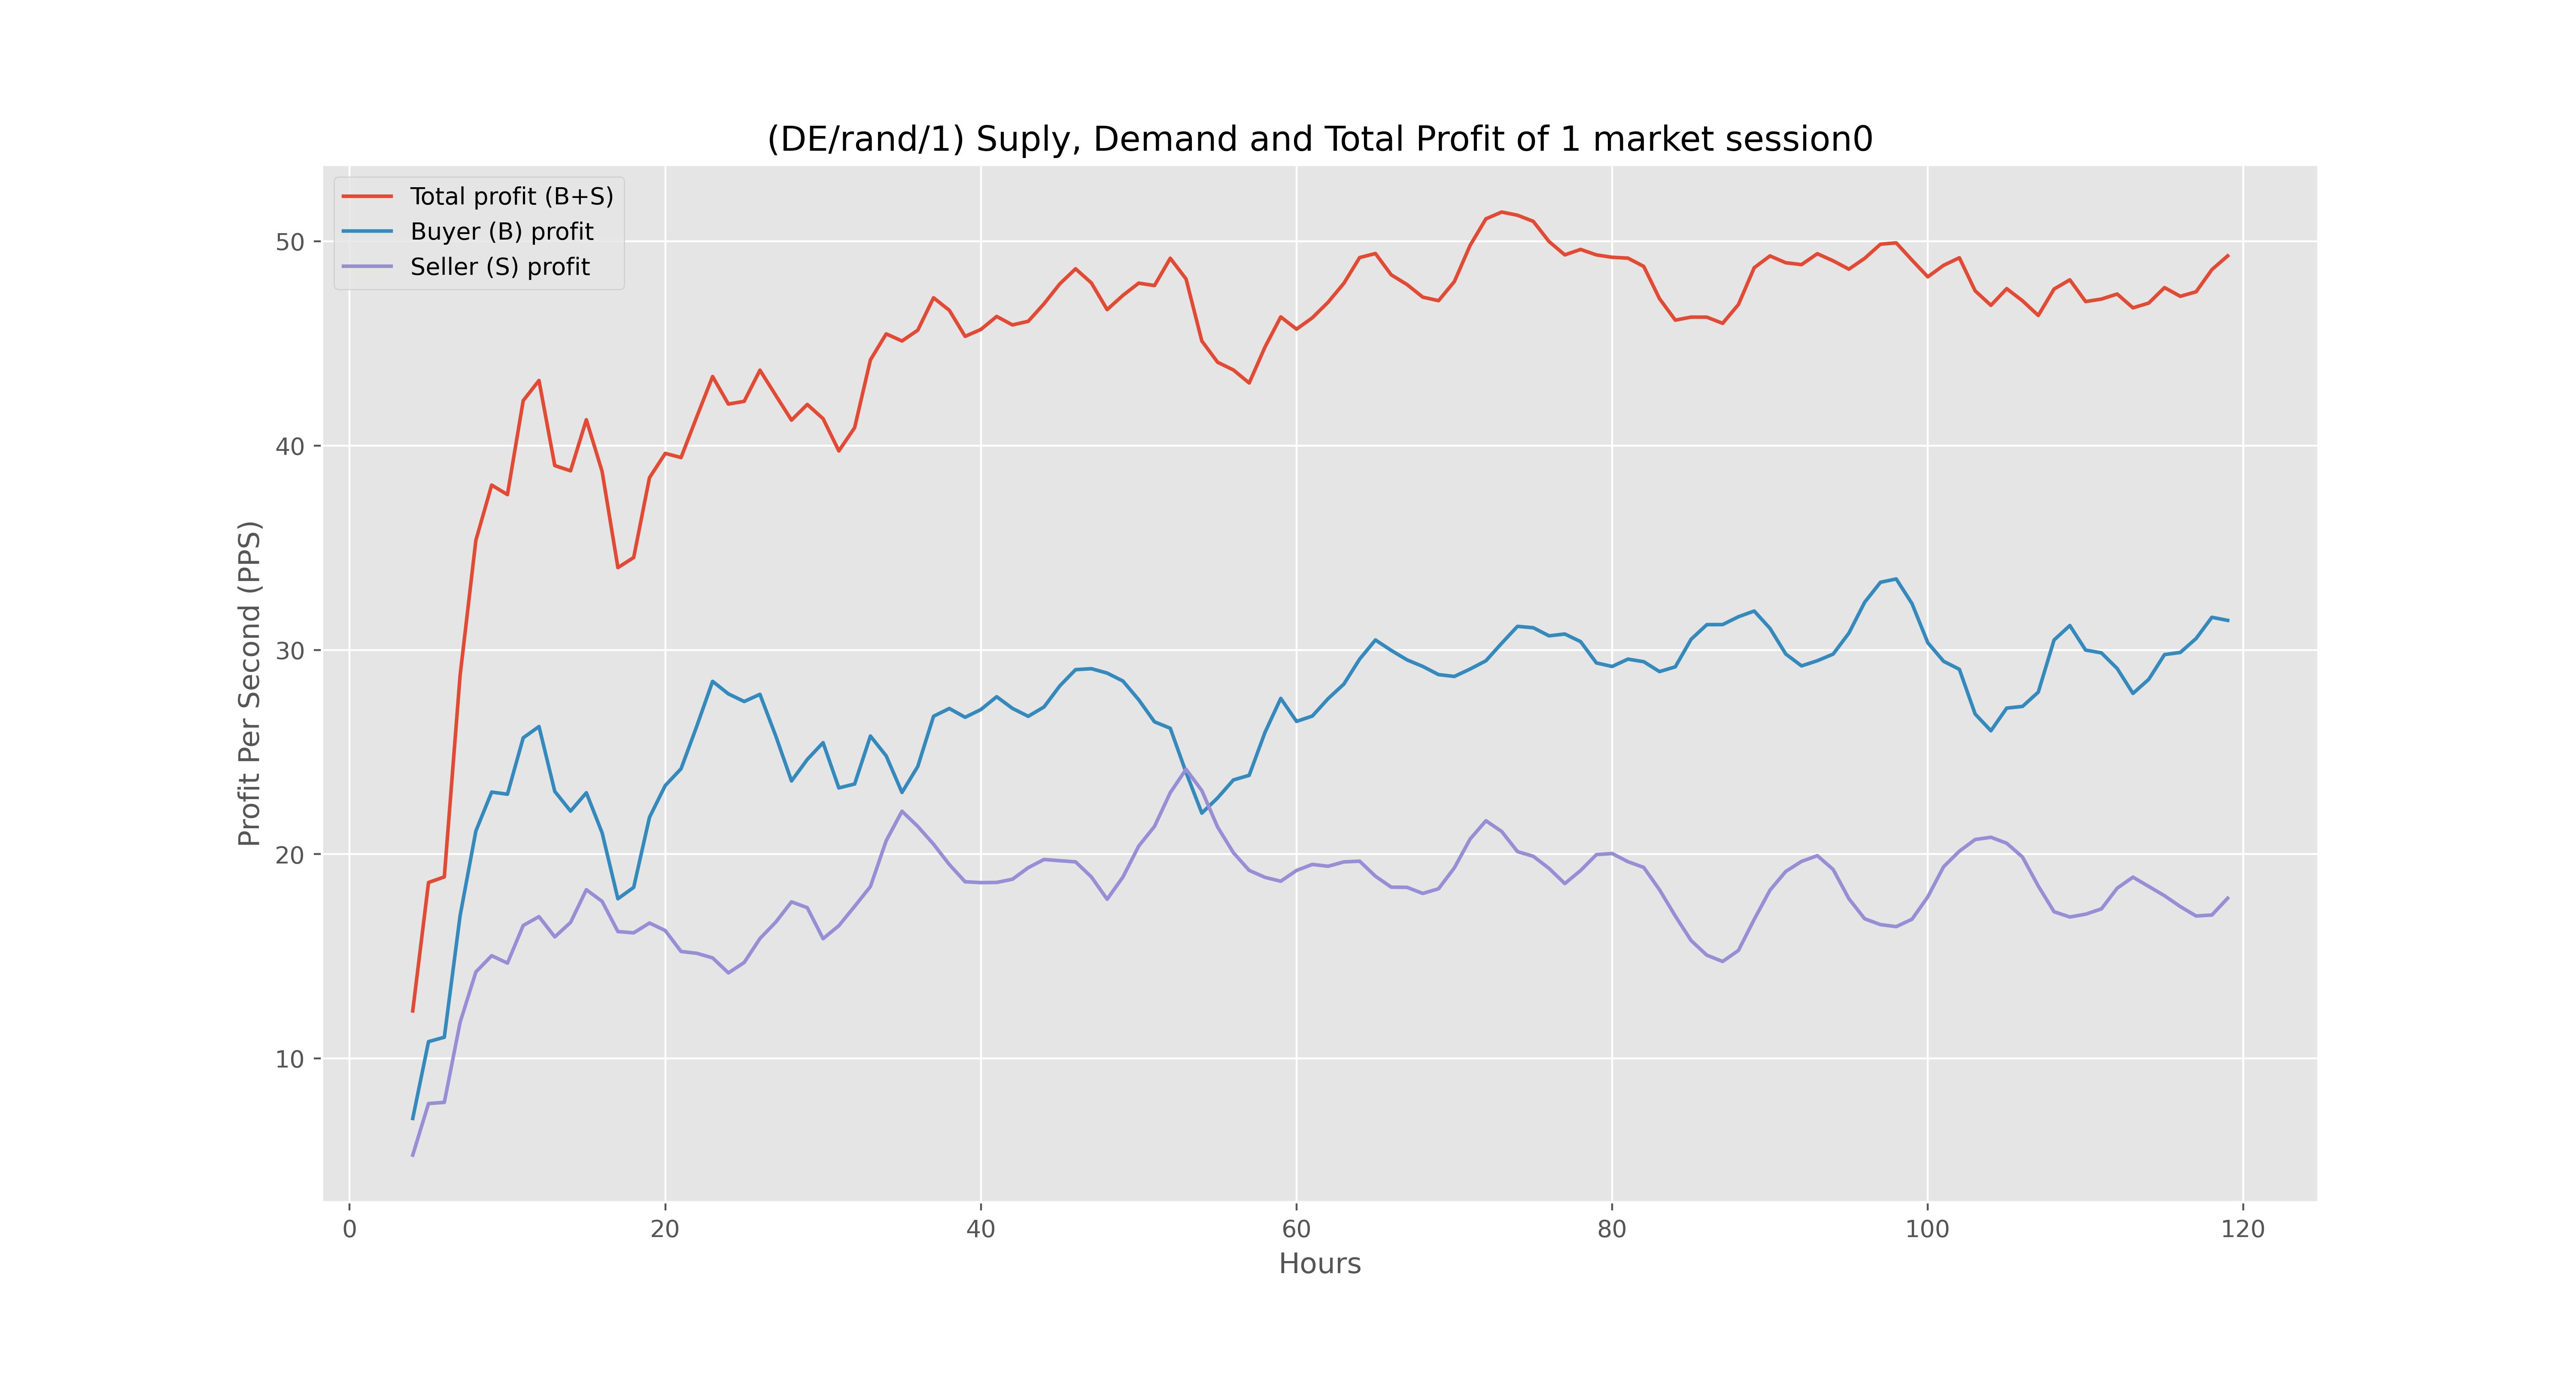 (DE/rand/1) Suply, Demand and Total Profit of 1 market session0
Total profit (B+S)
Buyer (B) profit
Seller (S) profit
Profit Per Second (PPS)
50
40
30
20
10
0
20
40
60
80
100
120
Hours